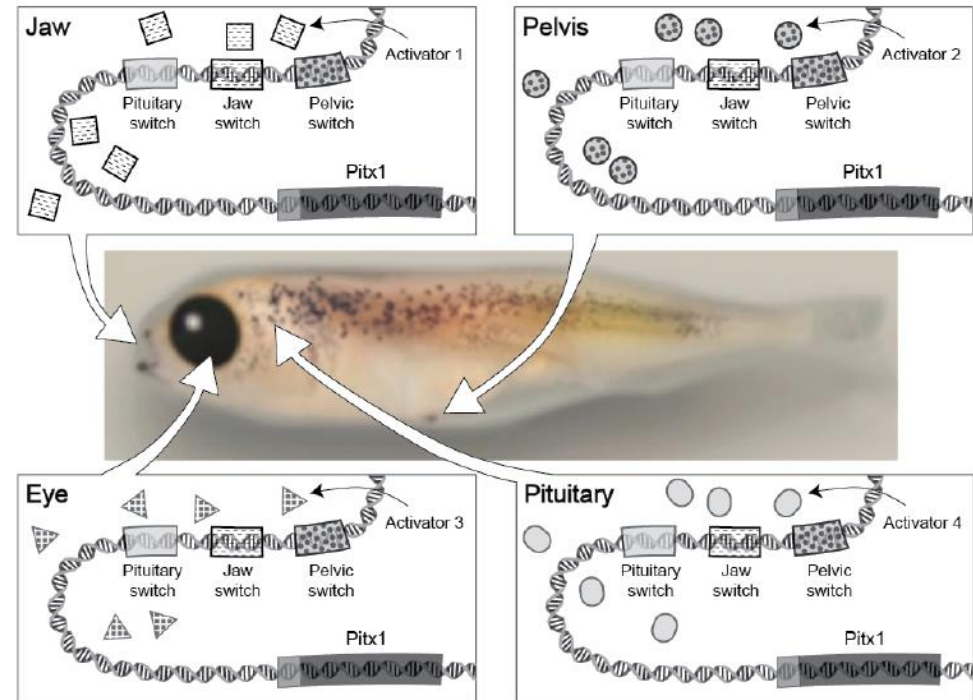 Jaw
Activator 1
Pituitary
switch
Jaw
switch
Pelvic
switch
Pitx1
Pelvis
Activator 2
Pituitary
switch
Jaw
switch
Pelvic
switch
Pitx1
Eye
Activator 3
Pituitary
switch
Jaw
switch
Pelvic
switch
Pitx1
Pituitary
Activator 4
Pituitary
switch
Jaw
switch
Pelvic
switch
Pitx1